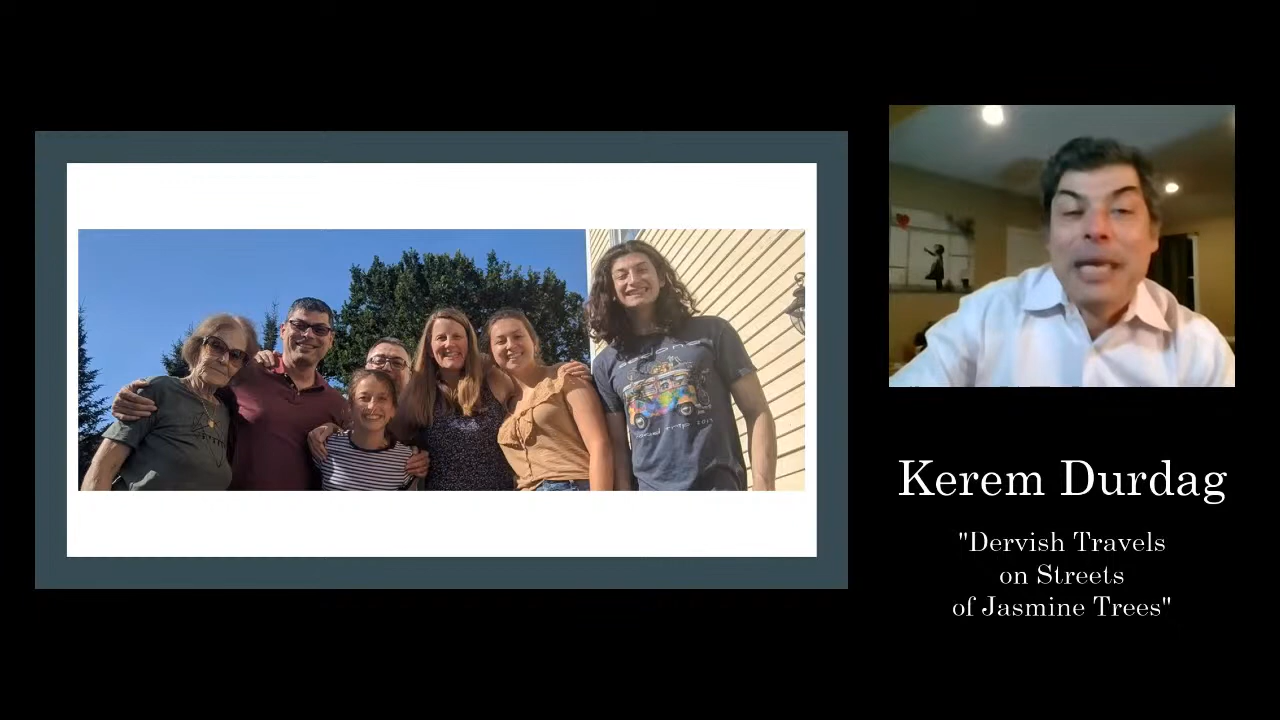 Kerem Durdag
"Dervish Travels
on Streets
of Jasmine Trees"